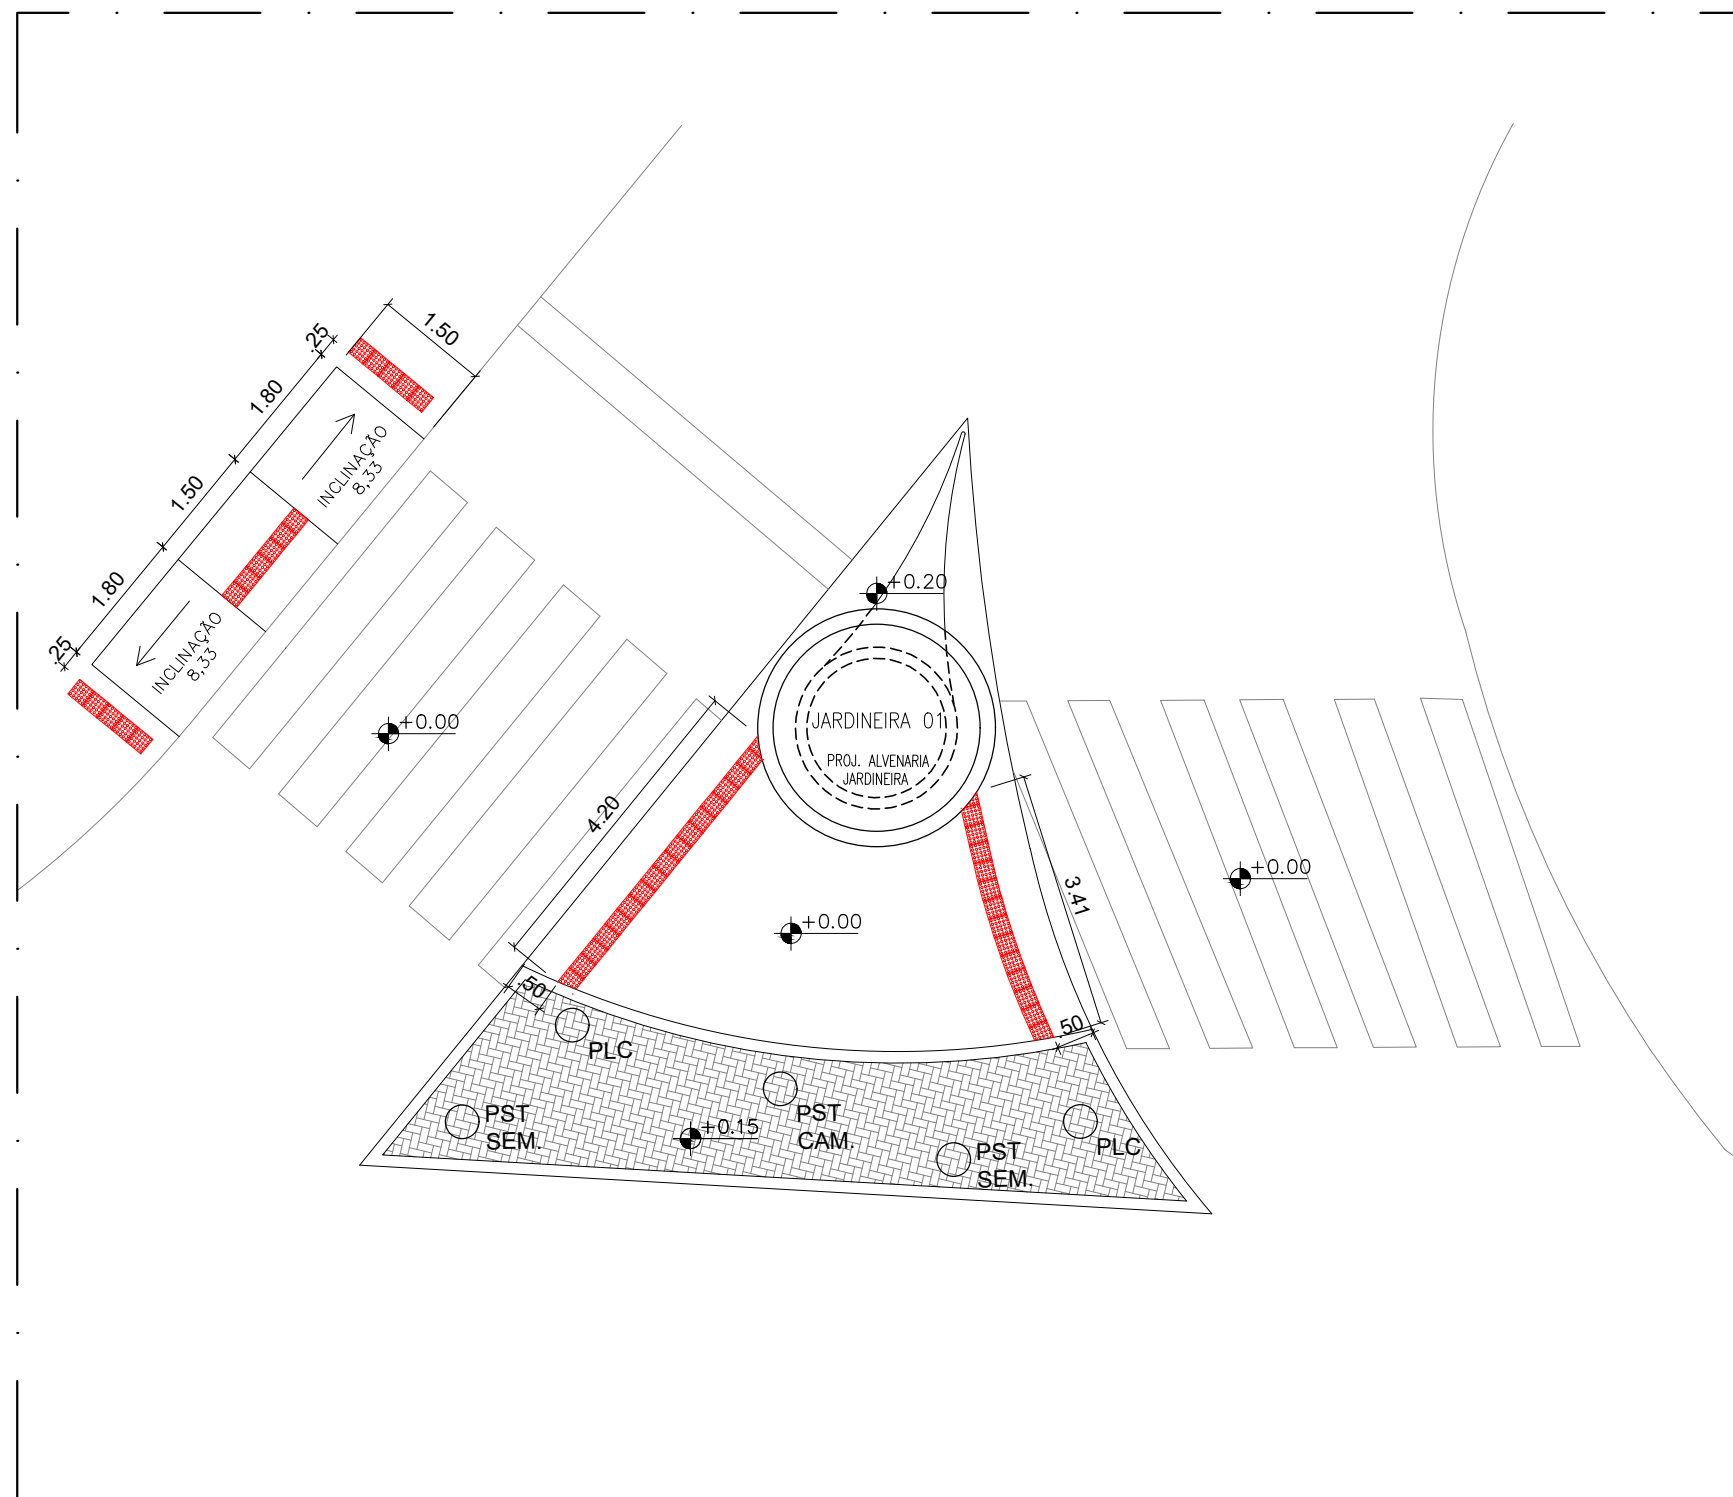 .25
1.50
1.80
INCLINAÇÃO
8,33
1.50
1.80
INCLINAÇÃO
8,33
.25
+0.20
+0.00
JARDINEIRA 01
PROJ. ALVENARIA
JARDINEIRA
4.20
3.41
+0.00
+0.00
.50
.50
PLC
PST
SEM.
PST
CAM.
+0.15
PST
SEM.
PLC